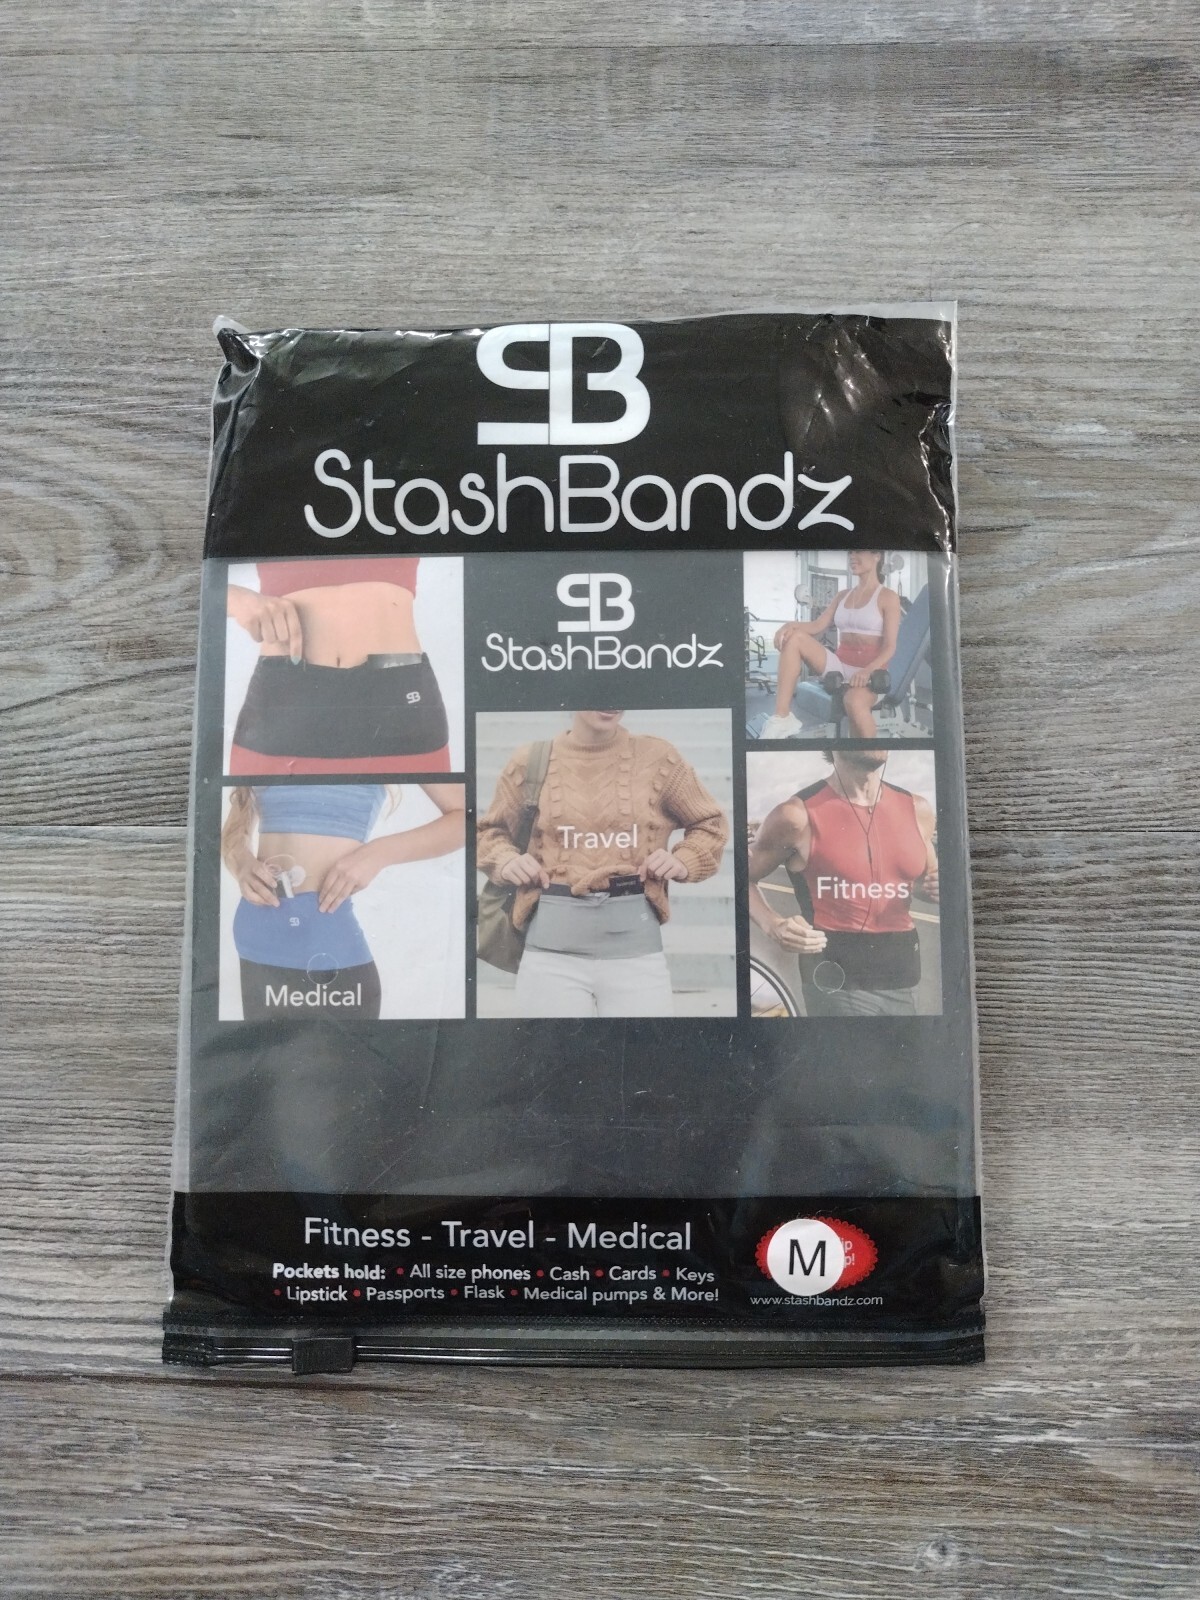 SB
StashBandz
SB
StashBandz
Travel
Fitness
Medical
Fitness - Travel - Medical
Pockets hold: • All size phones • Cash • Cards • Keys
• Lipstick • Passports • Flask • Medical pumps & More!
M
www.stashbandz.com